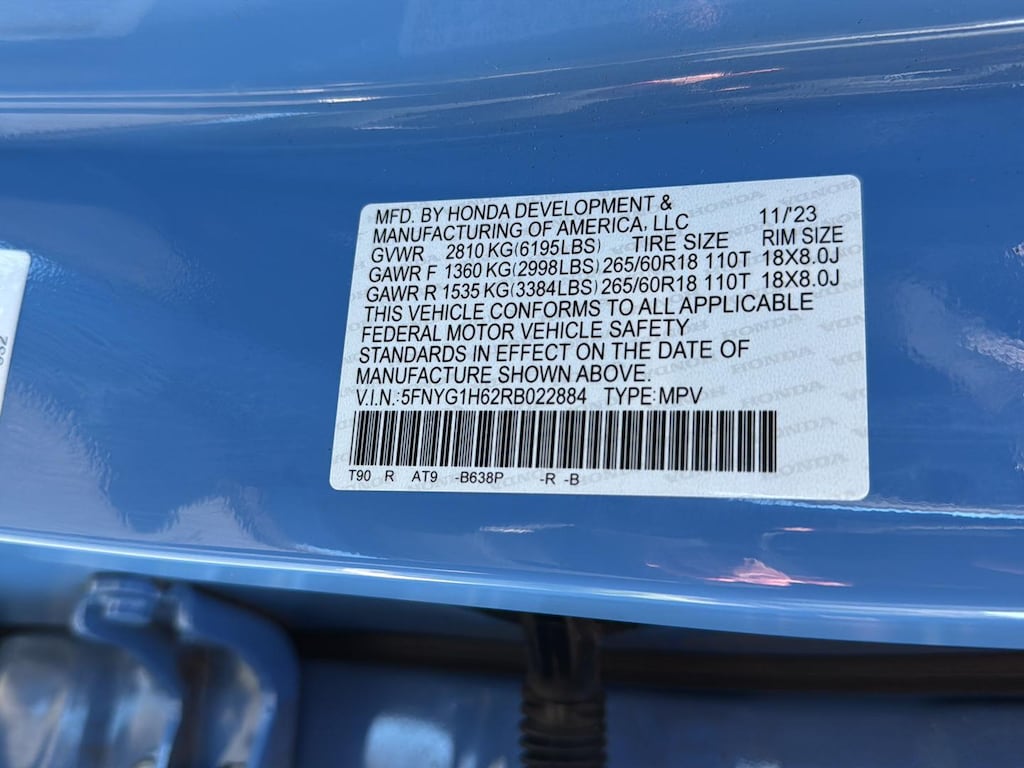 MFD. BY HONDA DEVELOPMENT &
MANUFACTURING OF AMERICA, LLC 11/'23
GVWR 2810 KG(6195LBS) TIRE SIZE RIM SIZE
GAWR F 1360 KG(2998LBS) 265/60R18 110T 18X8.0J
GAWR R 1535 KG(3384LBS) 265/60R18 110T 18X8.0J
THIS VEHICLE CONFORMS TO ALL APPLICABLE
FEDERAL MOTOR VEHICLE SAFETY
STANDARDS IN EFFECT ON THE DATE OF
MANUFACTURE SHOWN ABOVE.
V.I.N.:5FNYG1H62RB022884 TYPE:MPV
T90 R AT9 -B638P -R -B